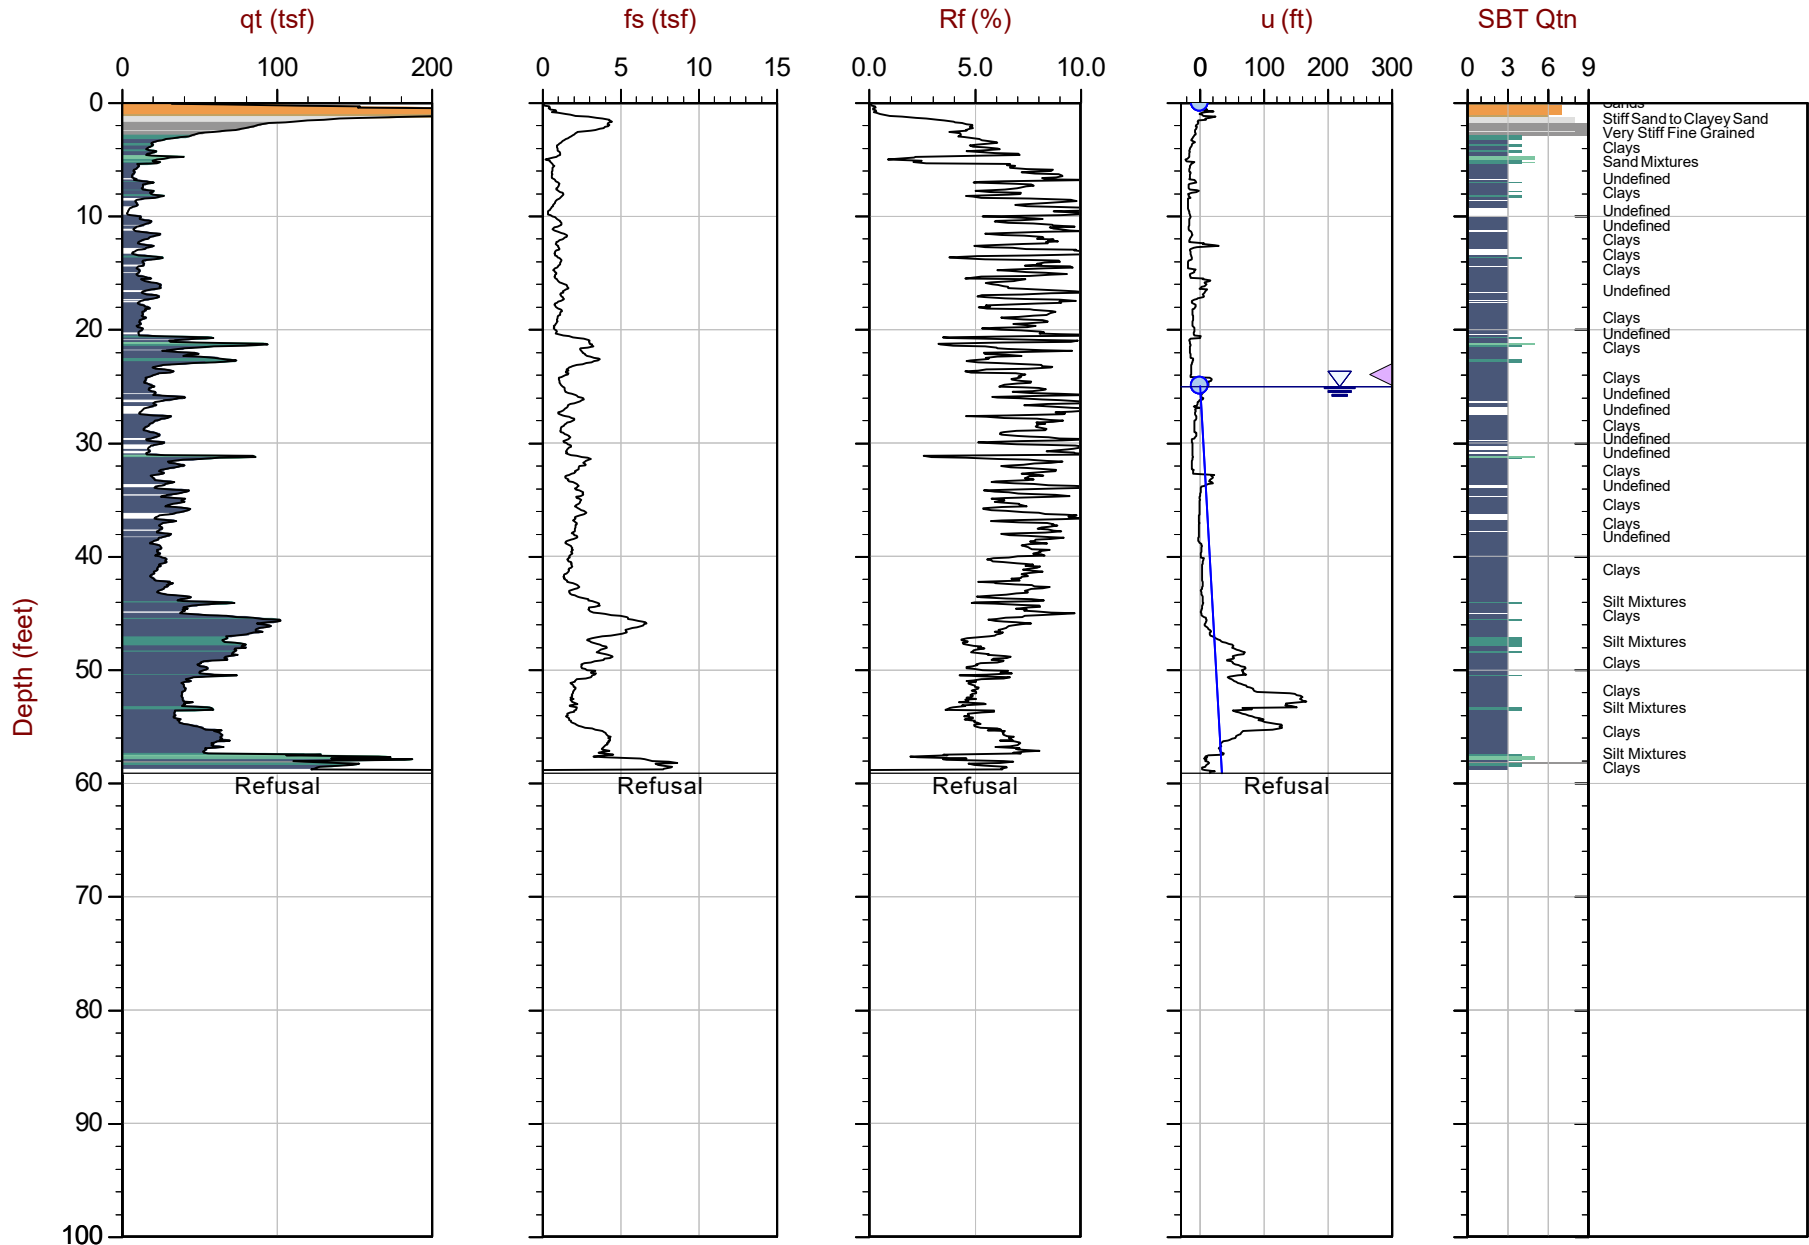 qt (tsf) fs (tsf) Rf (%) u (ft) SBT Qtn
0 100 200 0 5 10 15 0.0 5.0 10.0 0 100 200 300 0 3 6 9
0
Sands
Stiff Sand to Clayey Sand
Very Stiff Fine Grained
Clays
Sand Mixtures
Undefined
Clays
10
Undefined
Undefined
Clays
Clays
Clays
Undefined
Clays
20
Undefined
Clays
Clays
Undefined
Undefined
Clays
30
Undefined
Undefined
Clays
Undefined
Clays
Clays
Undefined
40
Clays
Silt Mixtures
Clays
Silt Mixtures
Clays
50
Clays
Silt Mixtures
Clays
Silt Mixtures
Clays
60
Refusal Refusal Refusal Refusal
Depth (feet)
70
80
90
100